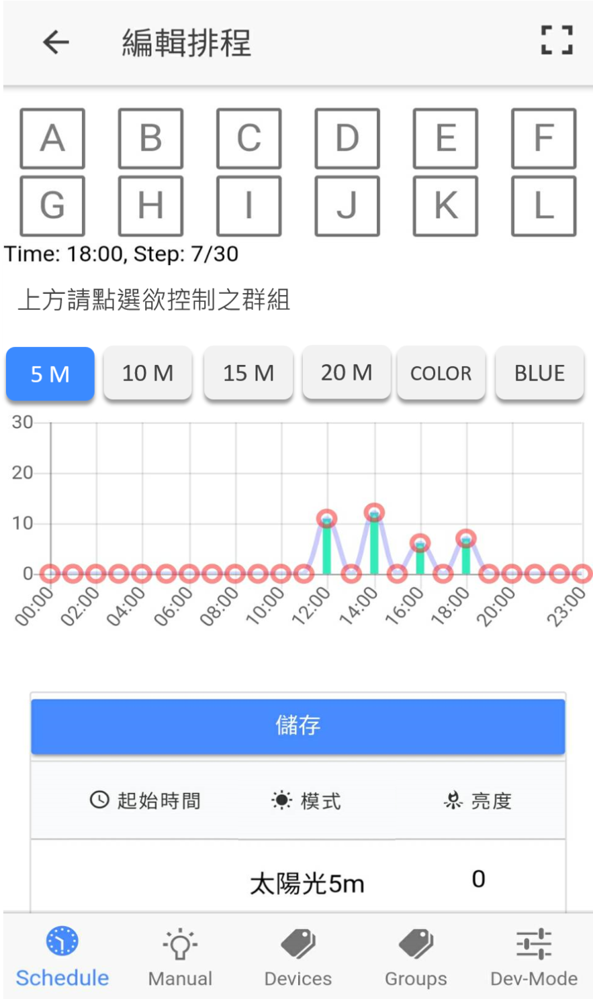 編輯排程
A B C D E F
G H I J K L
Time: 18:00, Step: 7/30
上方請點選欲控制之群組
5 M 10 M 15 M 20 M COLOR BLUE
30
20
10
0
00:00 02:00 04:00 06:00 08:00 10:00 12:00 14:00 16:00 18:00 20:00 23:00
儲存
起始時間 模式 亮度
太陽光5m 0
Schedule Manual Devices Groups Dev-Mode